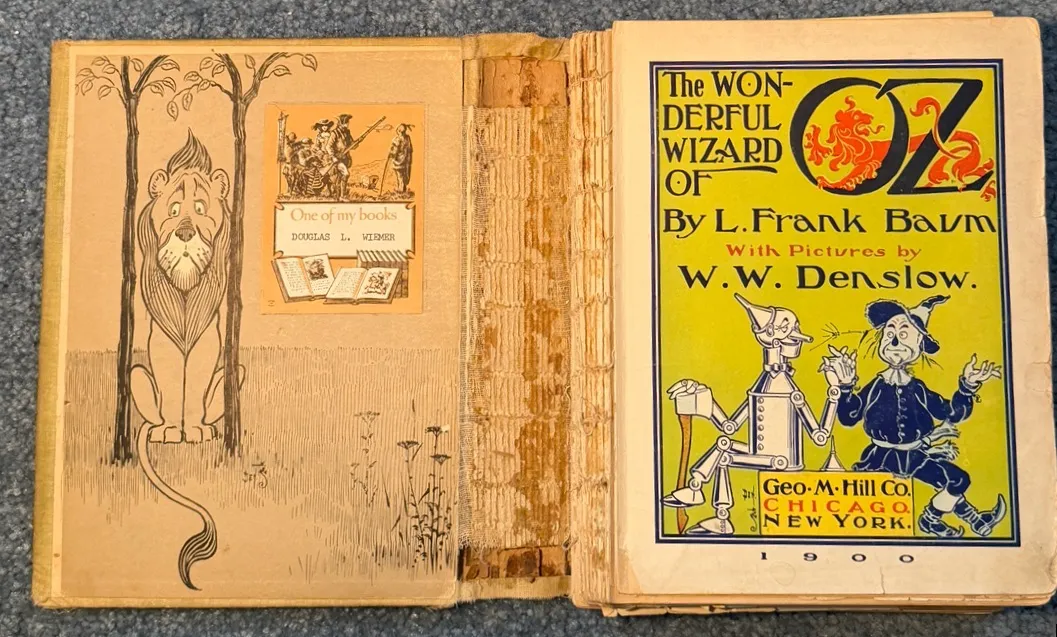 One of my books
DOUGLAS L. WIEMER
The WON-
DERFUL
WIZARD
OF
OZ
By L. Frank Baum
With Pictures by
W. W. Denslow.
Geo. M. Hill Co.
CHICAGO.
NEW YORK.
1900